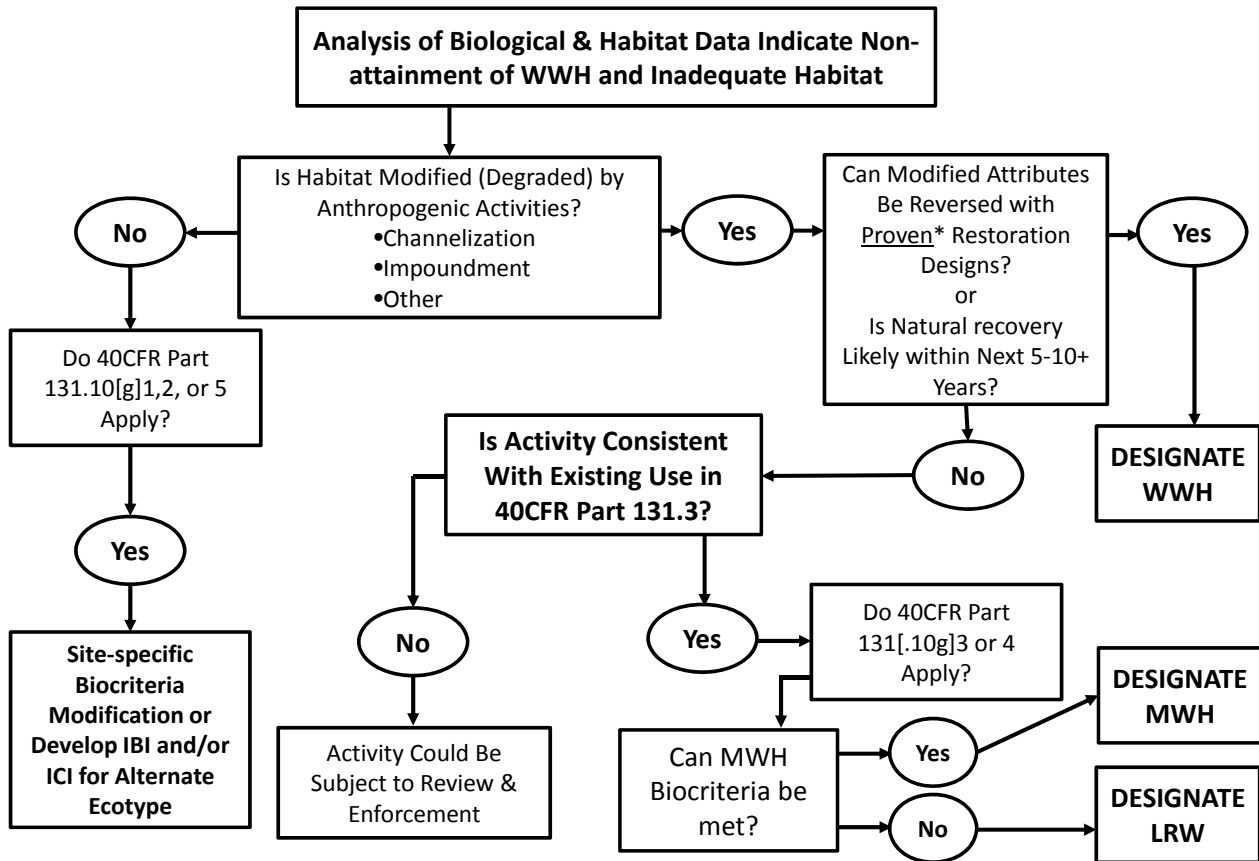 Analysis of Biological & Habitat Data Indicate Non-
attainment of WWH and Inadequate Habitat
Is Habitat Modified (Degraded) by
Anthropogenic Activities?
•Channelization
•Impoundment
•Other
No
Yes
Can Modified Attributes
Be Reversed with
Proven* Restoration
Designs?
or
Is Natural recovery
Likely within Next 5-10+
Years?
Yes
DESIGNATE
WWH
Do 40CFR Part
131.10[g]1,2, or 5
Apply?
Yes
Site-specific
Biocriteria
Modification or
Develop IBI and/or
ICI for Alternate
Ecotype
No
Is Activity Consistent
With Existing Use in
40CFR Part 131.3?
No
Activity Could Be
Subject to Review &
Enforcement
Yes
Do 40CFR Part
131[.10g]3 or 4
Apply?
Can MWH
Biocriteria be
met?
Yes
DESIGNATE
MWH
No
DESIGNATE
LRW